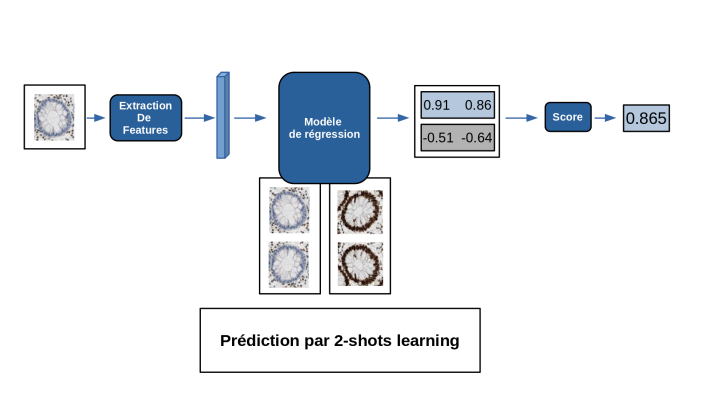 Extraction
De
Features
Modèle
de régression
0.91 0.86
-0.51 -0.64
Score
0.865
Prédiction par 2-shots learning